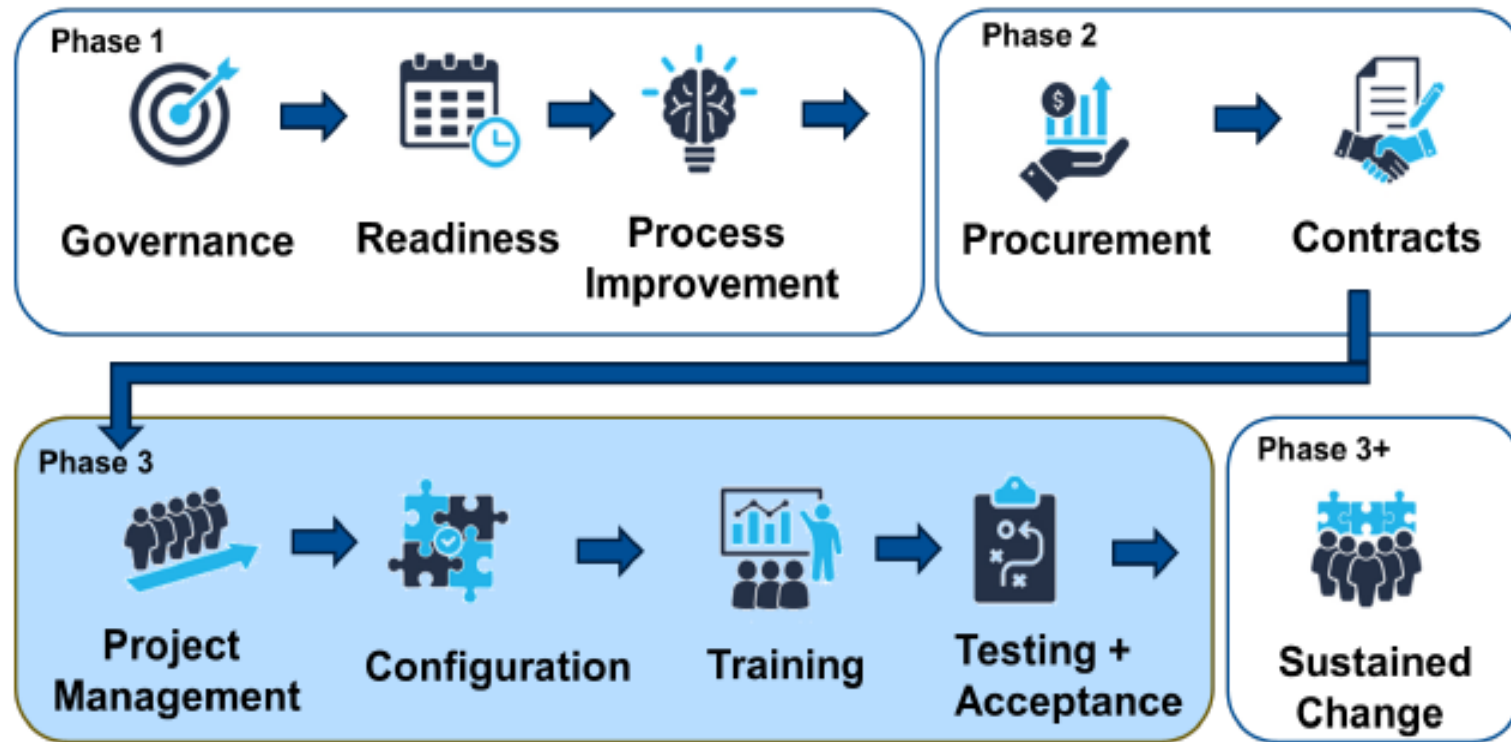 Phase 1
Governance
Readiness
Process
Improvement
Phase 2
$
Procurement
Contracts
Phase 3
Project
Management
Configuration
Training
Testing +
Acceptance
Phase 3+
Sustained
Change